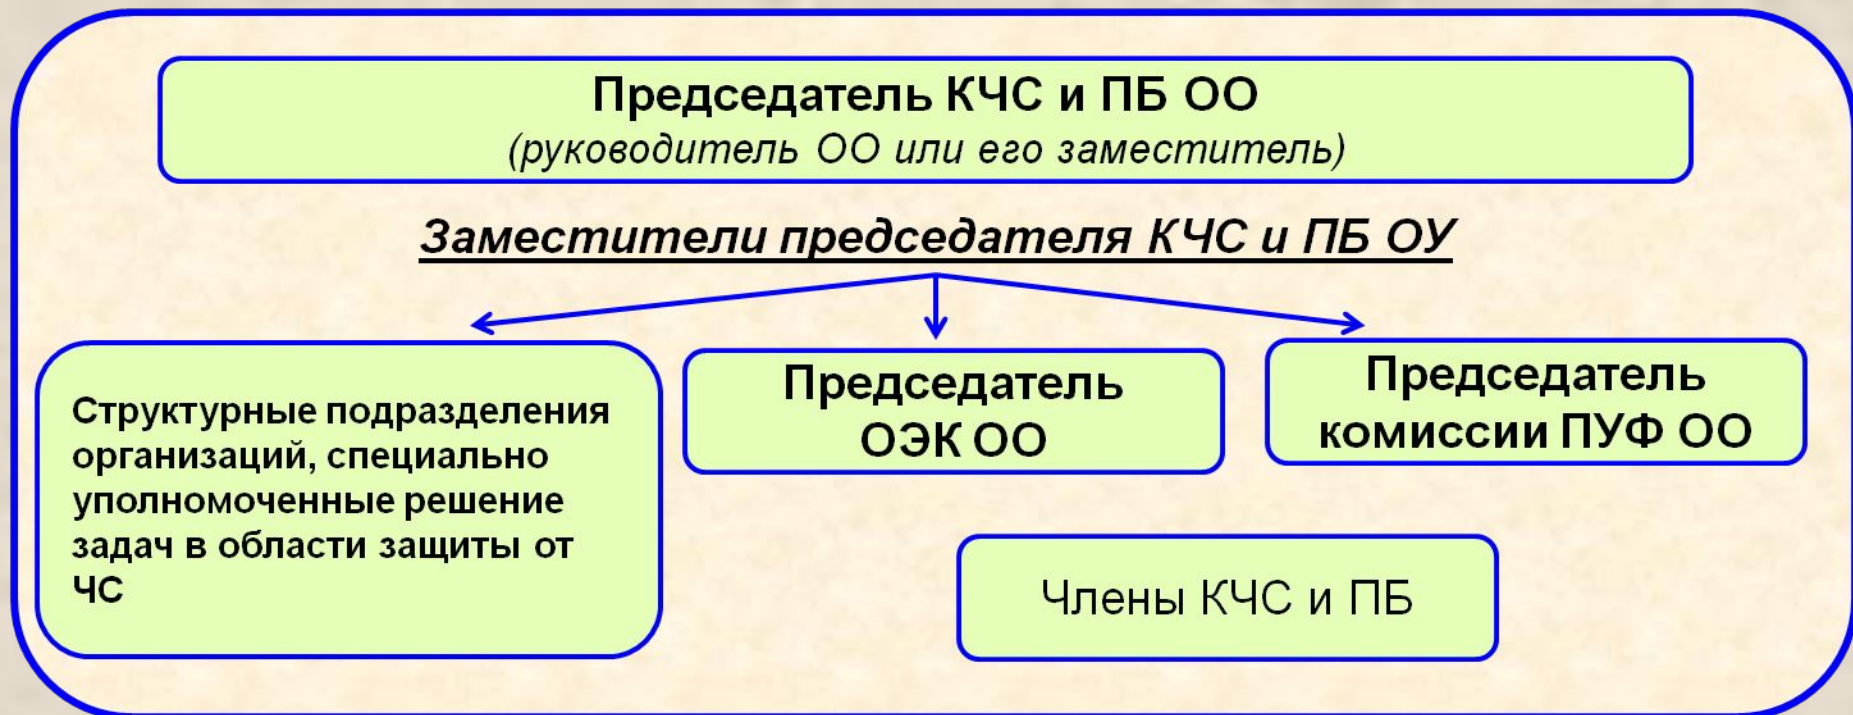 Председатель КЧС и ПБ ОО
(руководитель ОО или его заместитель)
Заместители председателя КЧС и ПБ ОУ
Структурные подразделения
организаций, специально
уполномоченные решение
задач в области защиты от
ЧС
Председатель
ОЭК ОО
Председатель
комиссии ПУФ ОО
Члены КЧС и ПБ